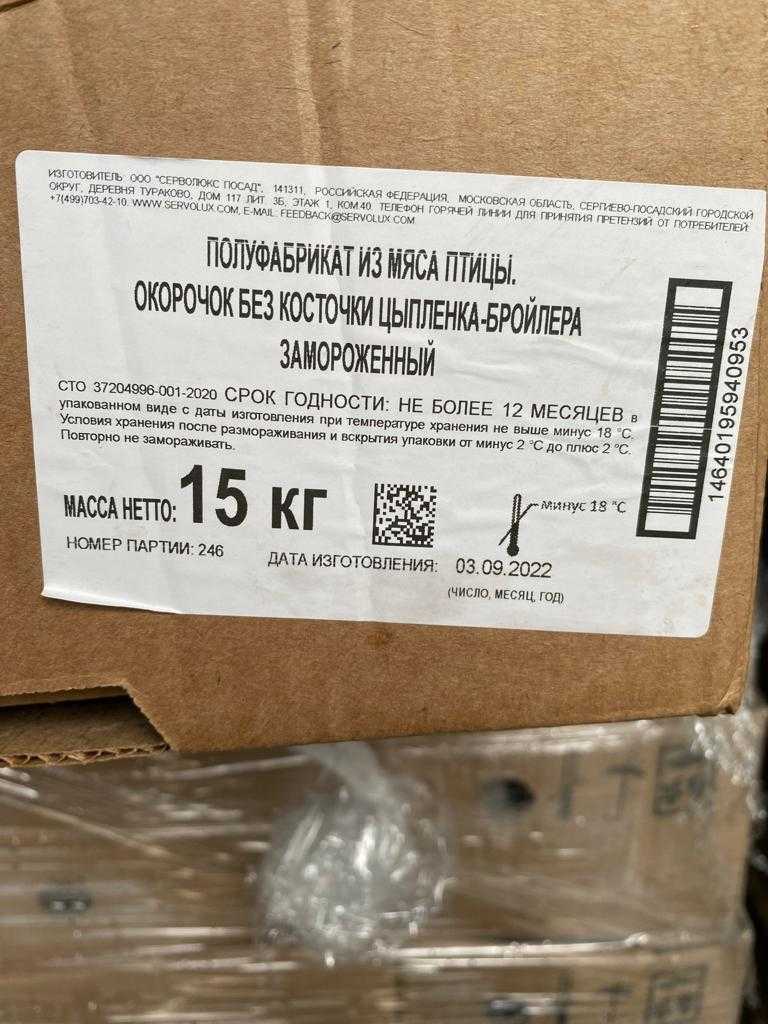 ИЗГОТОВИТЕЛЬ ООО "СЕРВОЛЮКС ПОСАД", 141311, РОССИЙСКАЯ ФЕДЕРАЦИЯ, МОСКОВСКАЯ ОБЛАСТЬ, СЕРГИЕВО-ПОСАДСКИЙ ГОРОДСКОЙ
ОКРУГ, ДЕРЕВНЯ ТУРАКОВО, ДОМ 117 ЛИТ 3Б, ЭТАЖ 1, КОМ.40. ТЕЛЕФОН ГОРЯЧЕЙ ЛИНИИ ДЛЯ ПРИНЯТИЯ ПРЕТЕНЗИЙ ОТ ПОТРЕБИТЕЛЕЙ:
+7(499)703-42-10. WWW.SERVOLUX.COM, E-MAIL: FEEDBACK@SERVOLUX.COM
ПОЛУФАБРИКАТ ИЗ МЯСА ПТИЦЫ.
ОКОРОЧОК БЕЗ КОСТОЧКИ ЦЫПЛЕНКА-БРОЙЛЕРА
ЗАМОРОЖЕННЫЙ
СТО 37204996-001-2020 СРОК ГОДНОСТИ: НЕ БОЛЕЕ 12 МЕСЯЦЕВ в
упакованном виде с даты изготовления при температуре хранения не выше минус 18 °С.
Условия хранения после размораживания и вскрытия упаковки от минус 2 °С до плюс 2 °С.
Повторно не замораживать.
МАССА НЕТТО: 15 кг
минус 18 °С
НОМЕР ПАРТИИ: 246
ДАТА ИЗГОТОВЛЕНИЯ: 03.09.2022
(ЧИСЛО, МЕСЯЦ, ГОД)
14640195940953